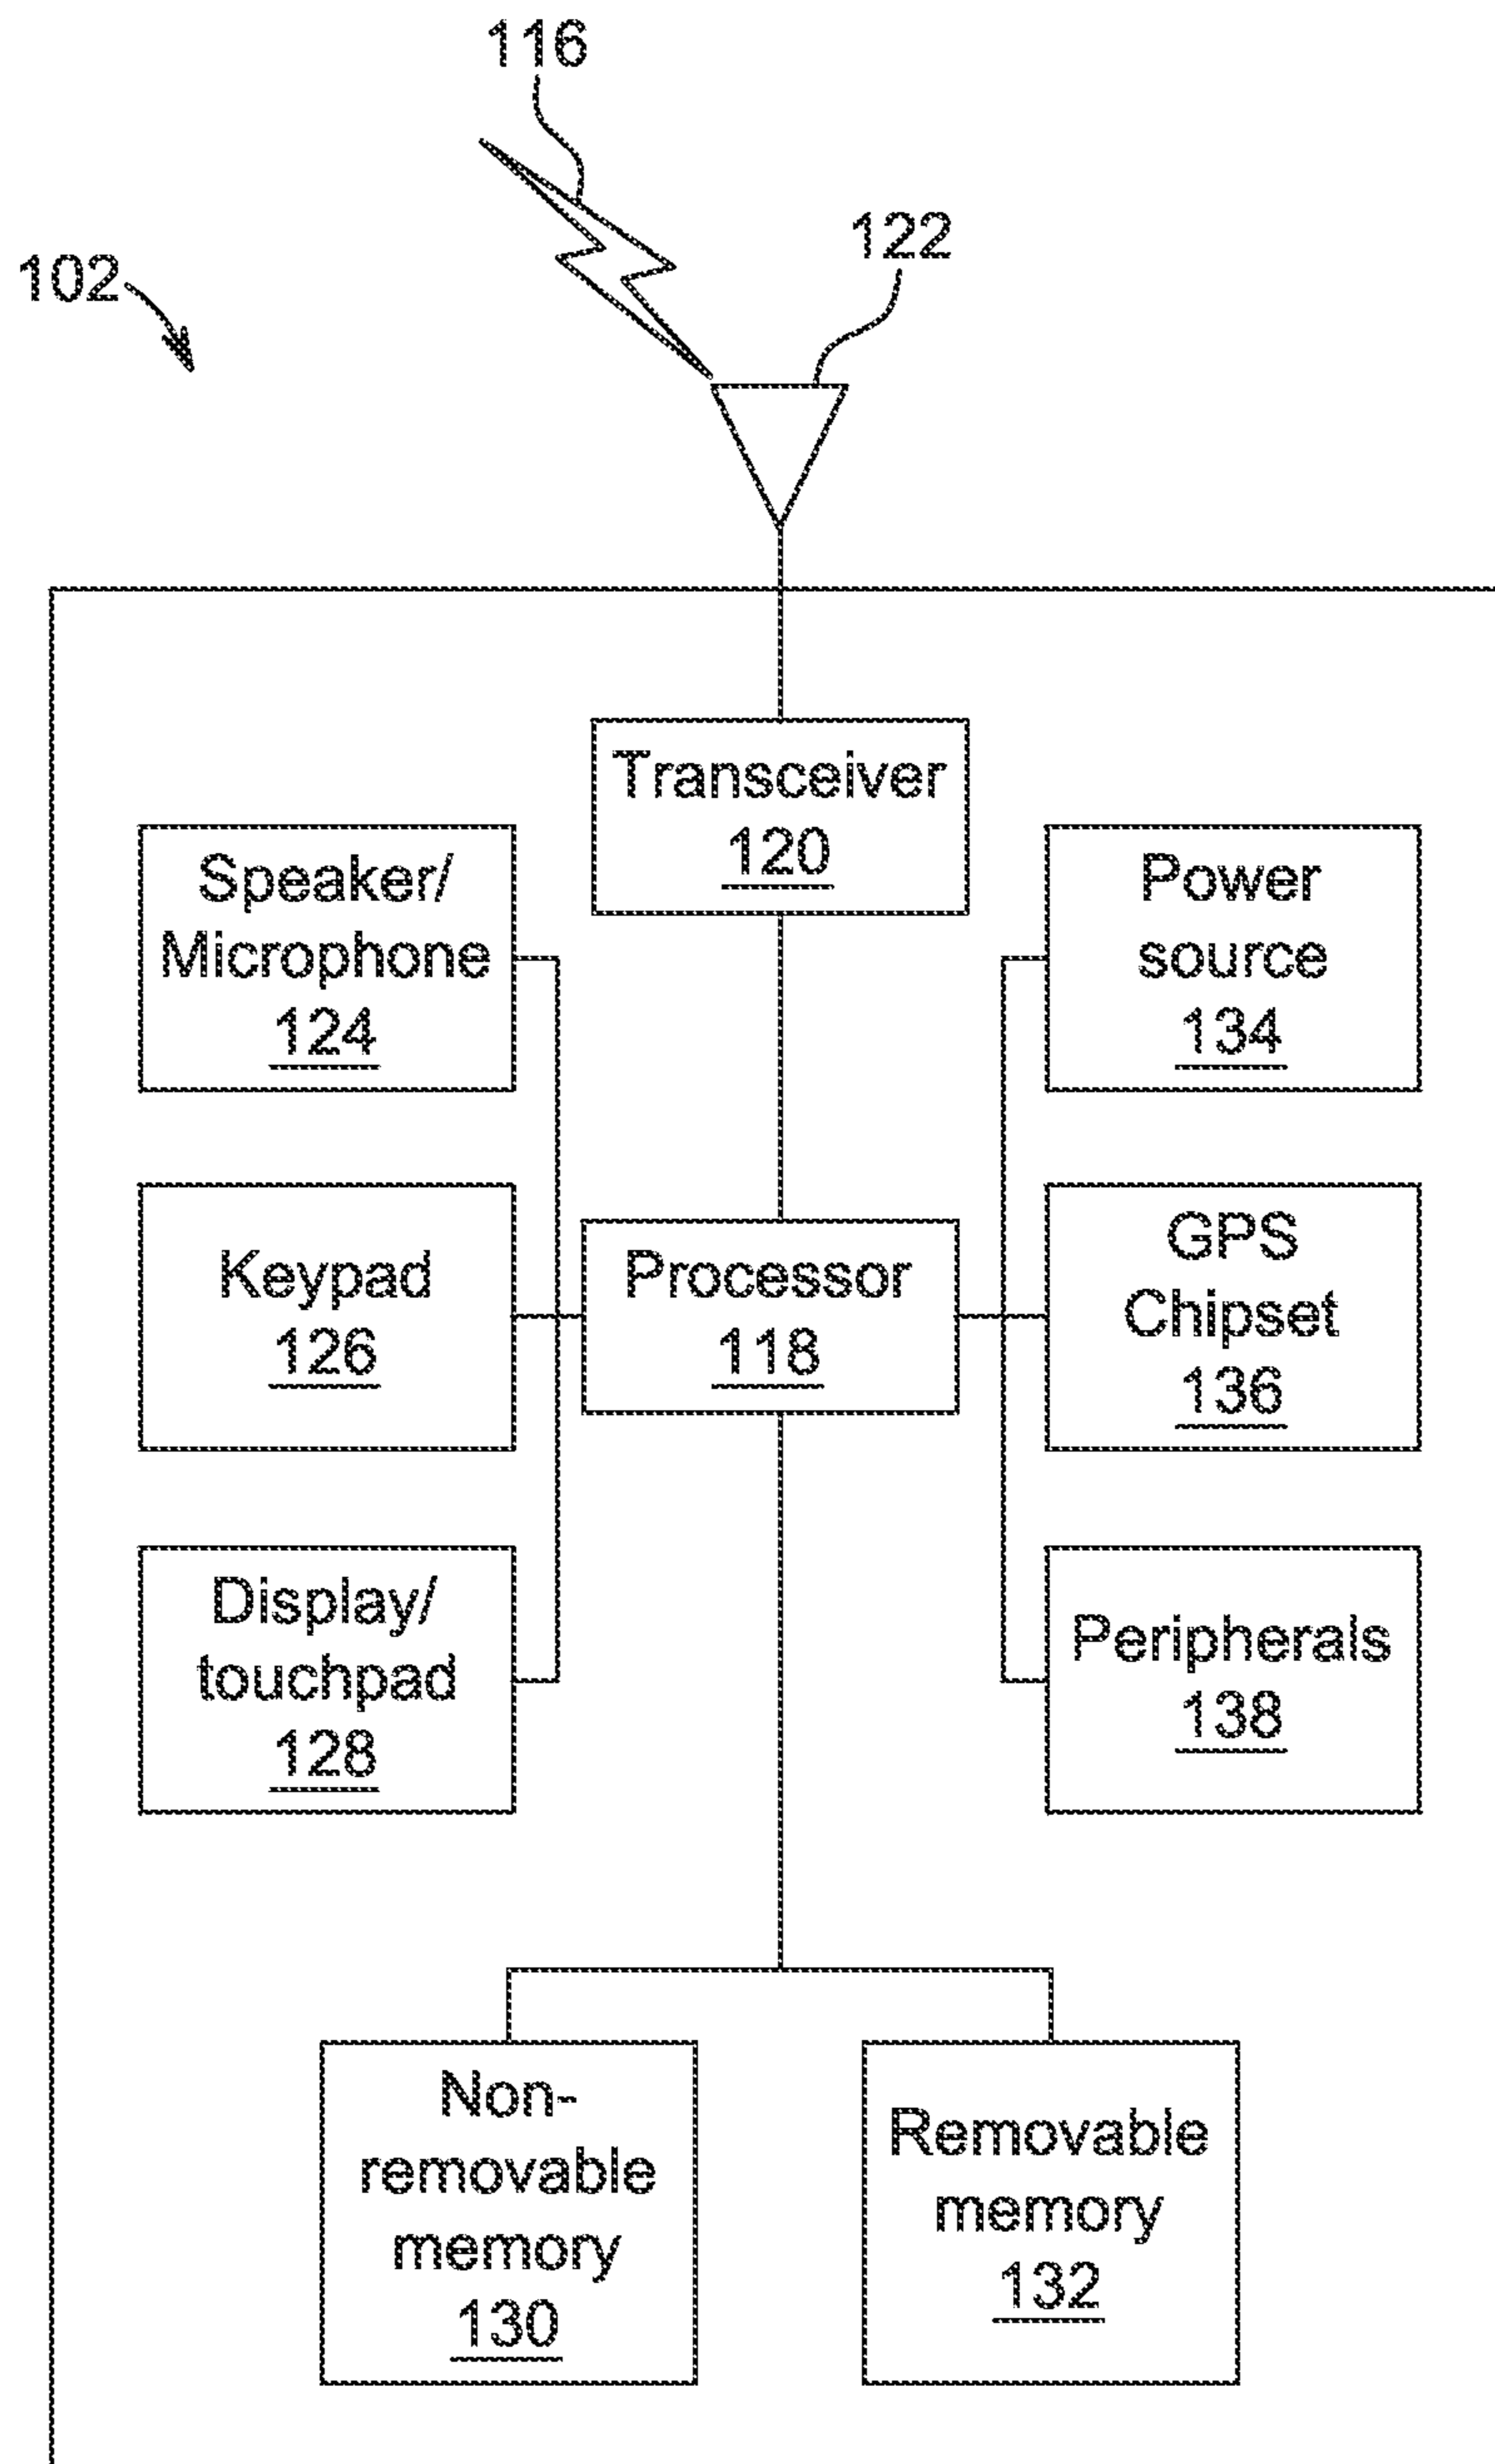 116
122
102
Transceiver
120
Speaker/
Microphone
124
Power
source
134
Keypad
126
Processor
118
GPS
Chipset
136
Display/
touchpad
128
Peripherals
138
Non-
removable
memory
130
Removable
memory
132